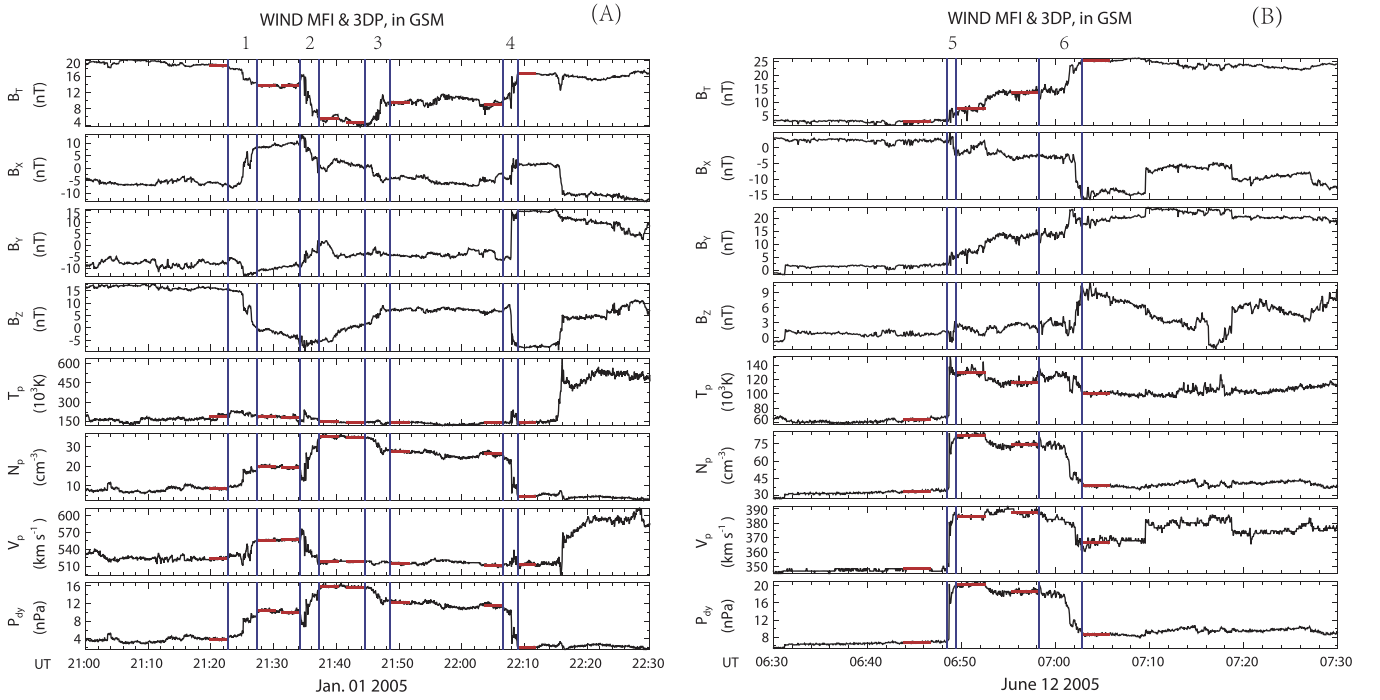 WIND MFI & 3DP, in GSM
(A)
1 2 3 4
B_T (nT)
20
16
12
8
4
B_X (nT)
10
5
0
-5
-10
B_Y (nT)
15
10
5
0
-5
-10
B_Z (nT)
15
10
5
0
-5
T_p (10³K)
600
450
300
150
N_p (cm⁻³)
30
20
10
V_p (km s⁻¹)
600
570
540
510
P_dy (nPa)
16
12
8
4
UT 21:00 21:10 21:20 21:30 21:40 21:50 22:00 22:10 22:20 22:30
Jan. 01 2005
WIND MFI & 3DP, in GSM
(B)
5 6
B_T (nT)
25
20
15
10
5
B_X (nT)
0
-5
-10
-15
B_Y (nT)
20
15
10
5
0
B_Z (nT)
9
6
3
0
T_p (10³K)
140
120
100
80
60
N_p (cm⁻³)
75
60
45
30
V_p (km s⁻¹)
390
380
370
360
350
P_dy (nPa)
20
16
12
8
UT 06:30 06:40 06:50 07:00 07:10 07:20 07:30
June 12 2005